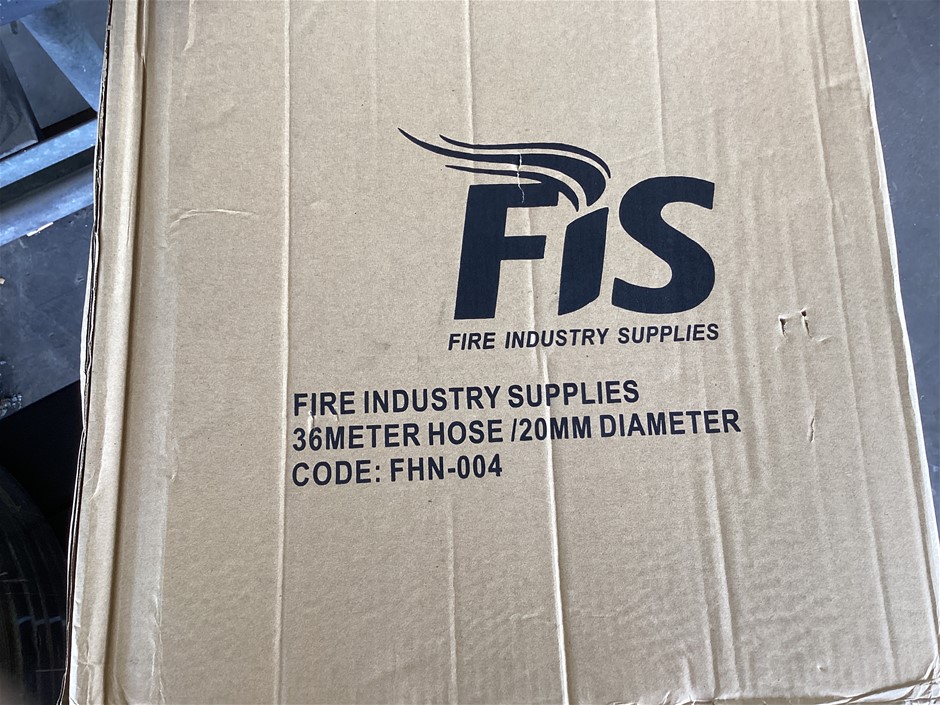 FiS
FIRE INDUSTRY SUPPLIES
FIRE INDUSTRY SUPPLIES
36METER HOSE /20MM DIAMETER
CODE: FHN-004